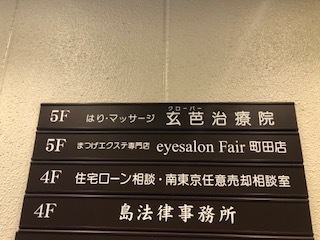 クローバー
5F はり・マッサージ 玄芭治療院
5F まつげエクステ専門店 eyesalon Fair 町田店
4F 住宅ローン相談・南東京任意売却相談室
4F 島法律事務所